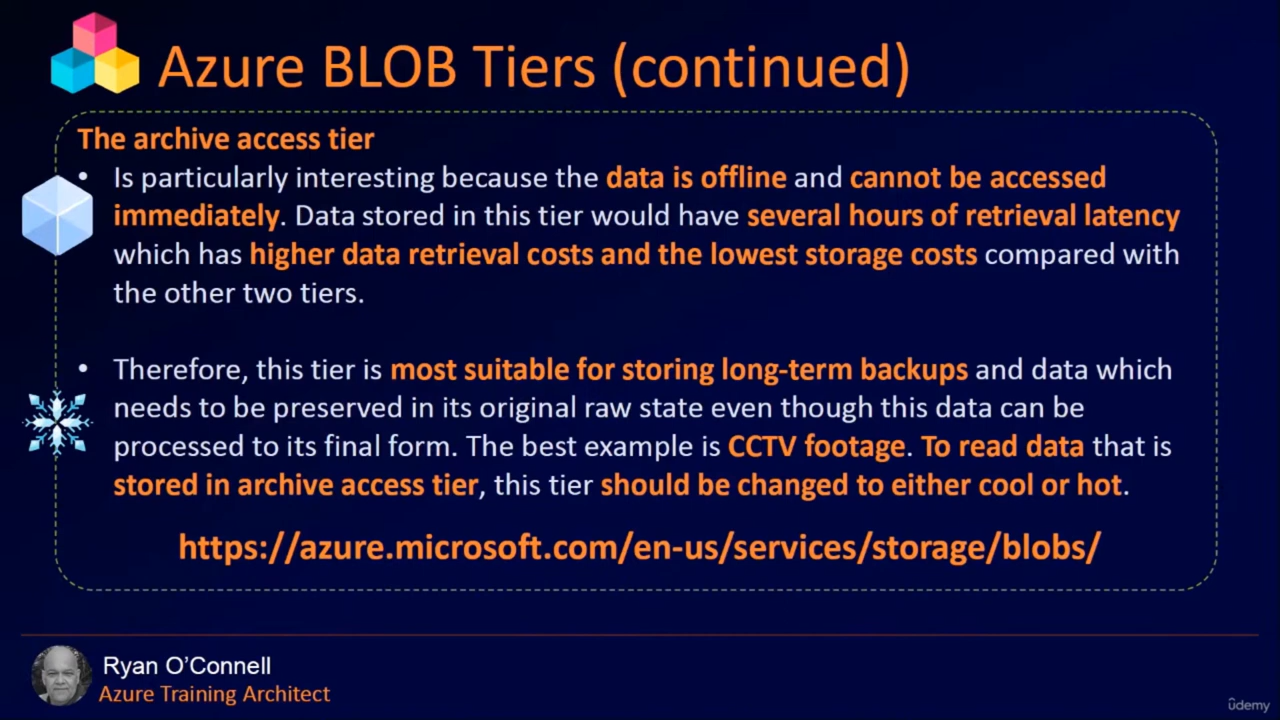 Azure BLOB Tiers (continued)
The archive access tier
• Is particularly interesting because the data is offline and cannot be accessed
immediately. Data stored in this tier would have several hours of retrieval latency
which has higher data retrieval costs and the lowest storage costs compared with
the other two tiers.
• Therefore, this tier is most suitable for storing long-term backups and data which
needs to be preserved in its original raw state even though this data can be
processed to its final form. The best example is CCTV footage. To read data that is
stored in archive access tier, this tier should be changed to either cool or hot.
https://azure.microsoft.com/en-us/services/storage/blobs/
Ryan O’Connell
Azure Training Architect
ûdemy